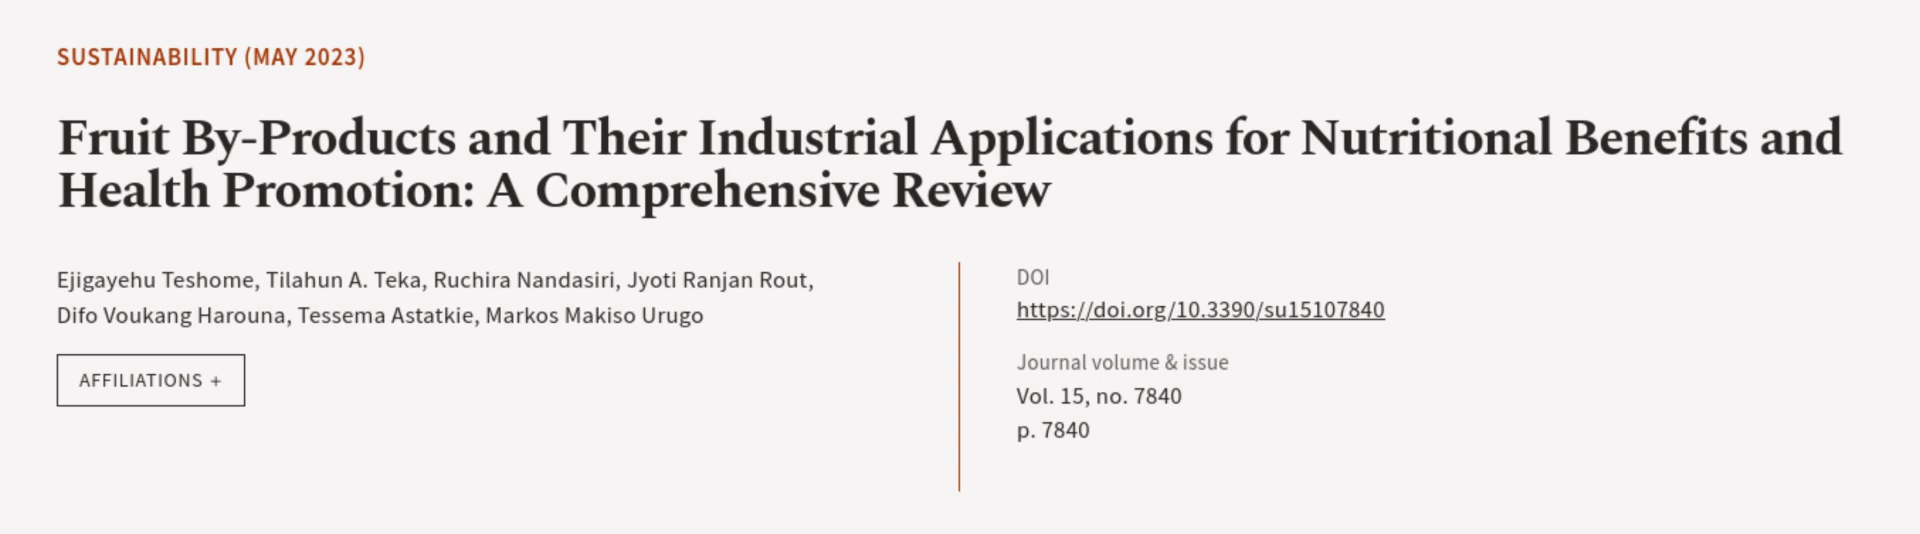 SUSTAINABILITY (MAY 2023)
Fruit By-Products and Their Industrial Applications for Nutritional Benefits and
Health Promotion: A Comprehensive Review
Ejigayehu Teshome, Tilahun A. Teka, Ruchira Nandasiri, Jyoti Ranjan Rout,
Difo Voukang Harouna, Tessema Astatkie, Markos Makiso Urugo
AFFILIATIONS +
DOI
https://doi.org/10.3390/su15107840
Journal volume & issue
Vol. 15, no. 7840
p. 7840